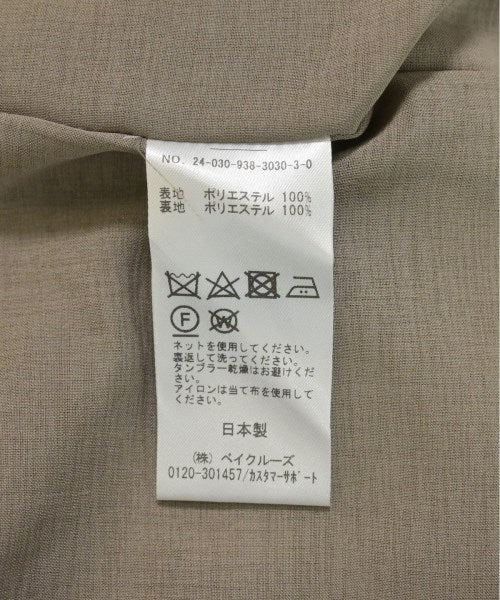 NO. 24-030-938-3030-3-0
表地 ポリエステル 100%
裏地 ポリエステル 100%
F W
ネットを使用してください。
裏返して洗ってください。
タンブラー乾燥はお避けくだ
さい。
アイロンは当て布を使用して
ください。
日本製
(株) ベイクルーズ
0120-301457/カスタマーサポート